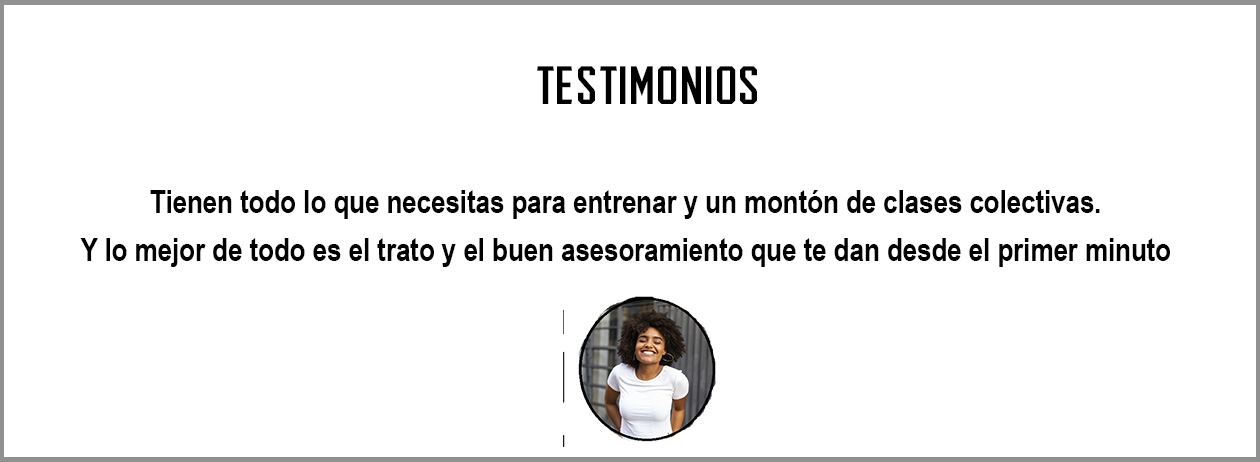 TESTIMONIOS
Tienen todo lo que necesitas para entrenar y un montón de clases colectivas.
Y lo mejor de todo es el trato y el buen asesoramiento que te dan desde el primer minuto